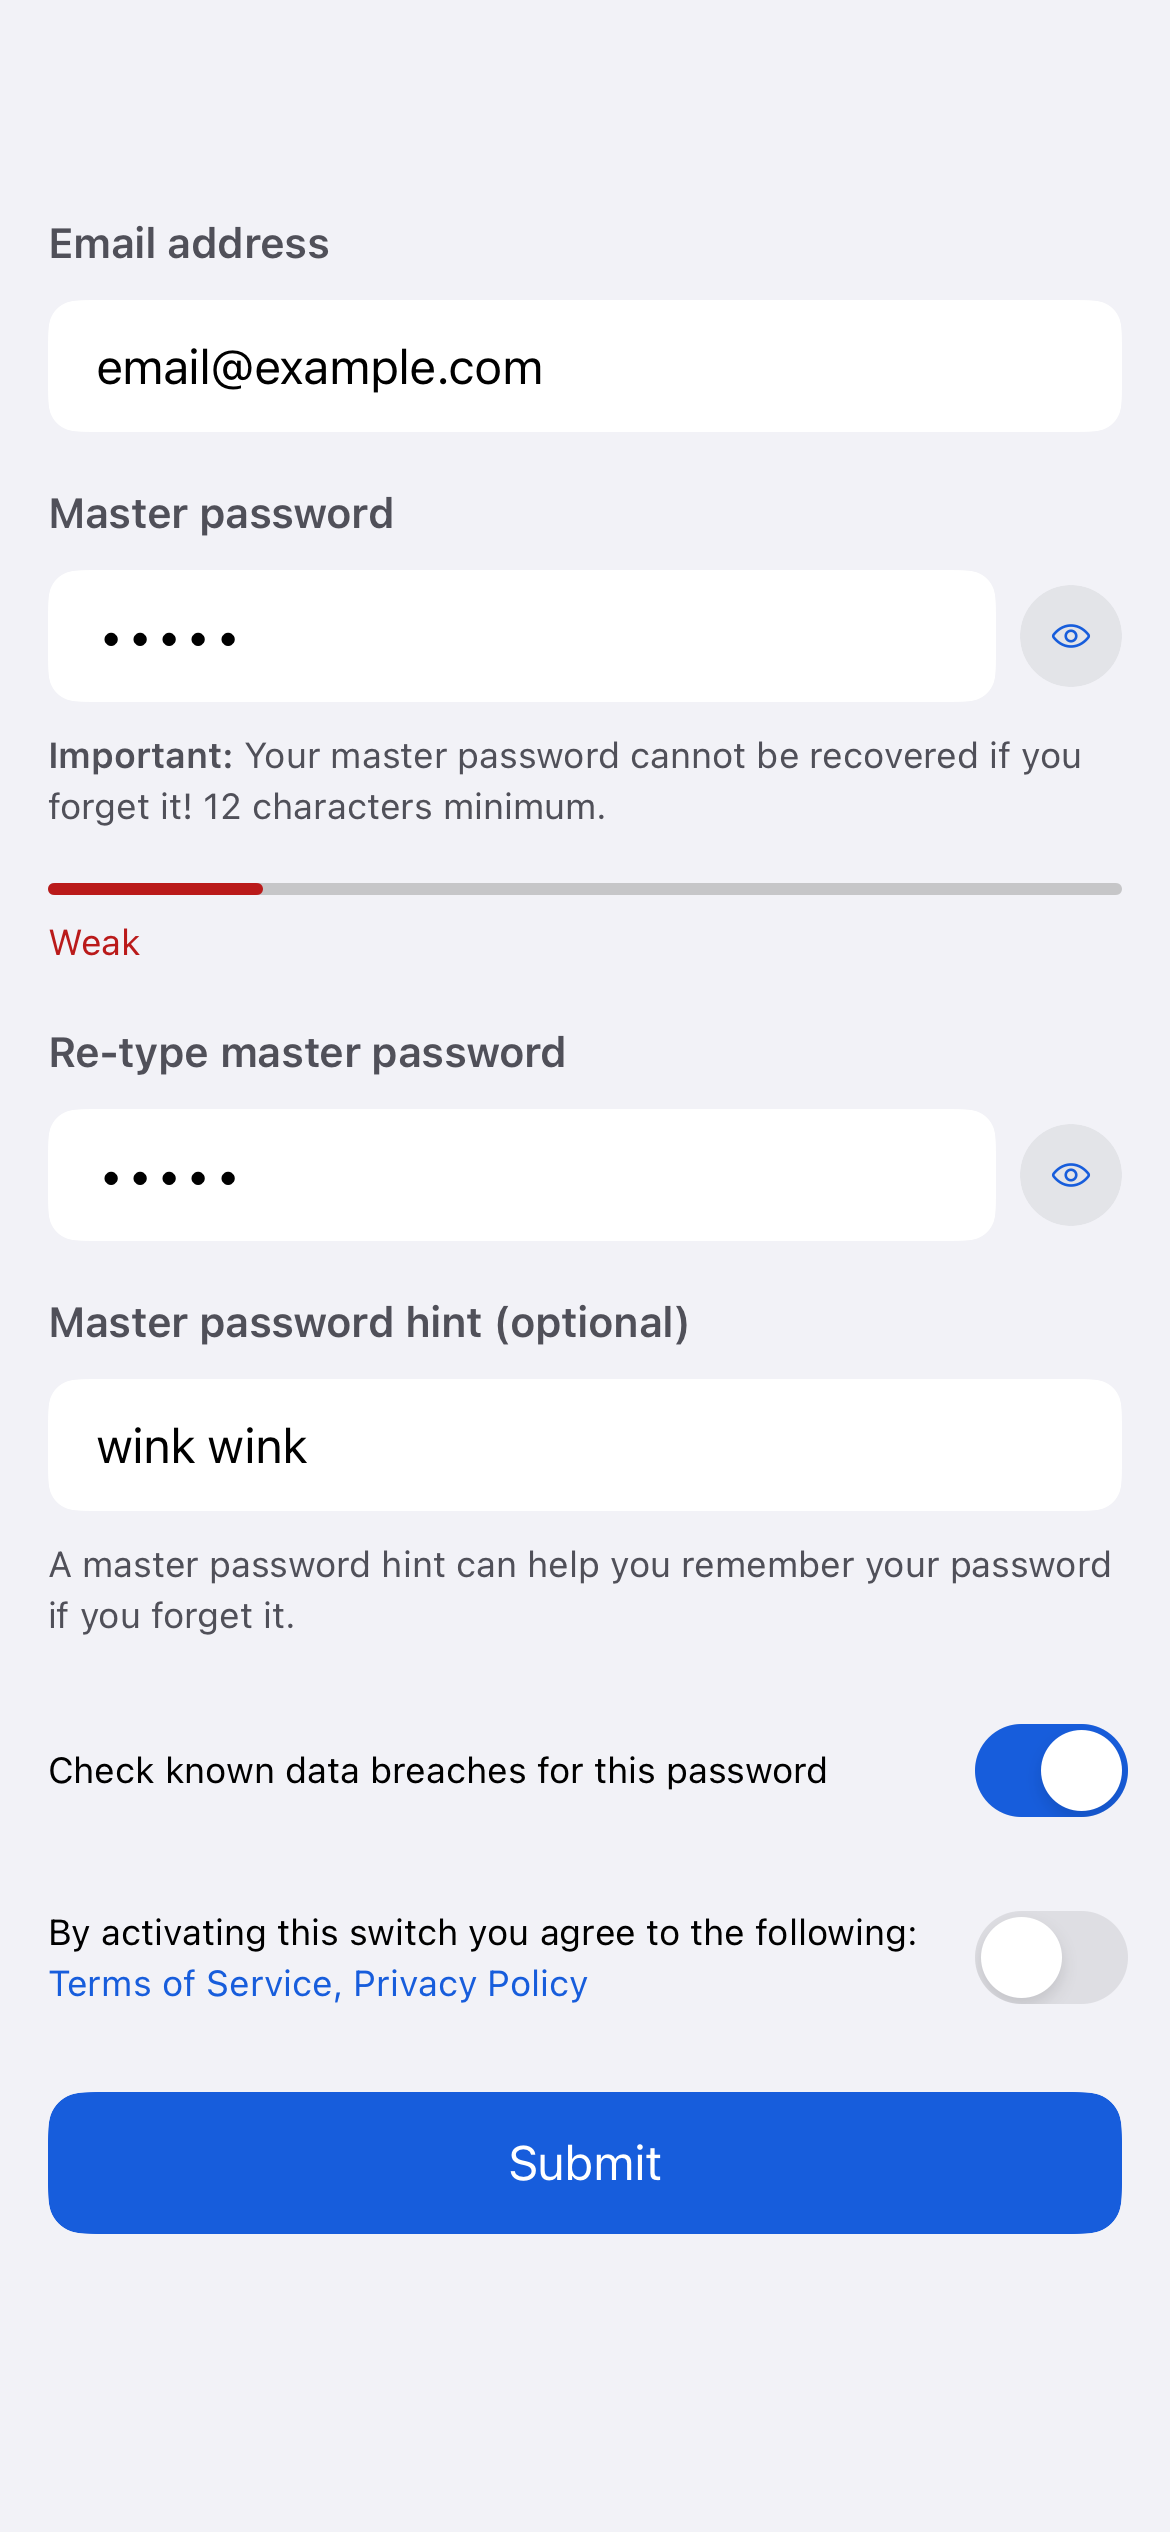 Email address
email@example.com
Master password
•••••
Important: Your master password cannot be recovered if you
forget it! 12 characters minimum.
Weak
Re-type master password
•••••
Master password hint (optional)
wink wink
A master password hint can help you remember your password
if you forget it.
Check known data breaches for this password
By activating this switch you agree to the following:
Terms of Service, Privacy Policy
Submit